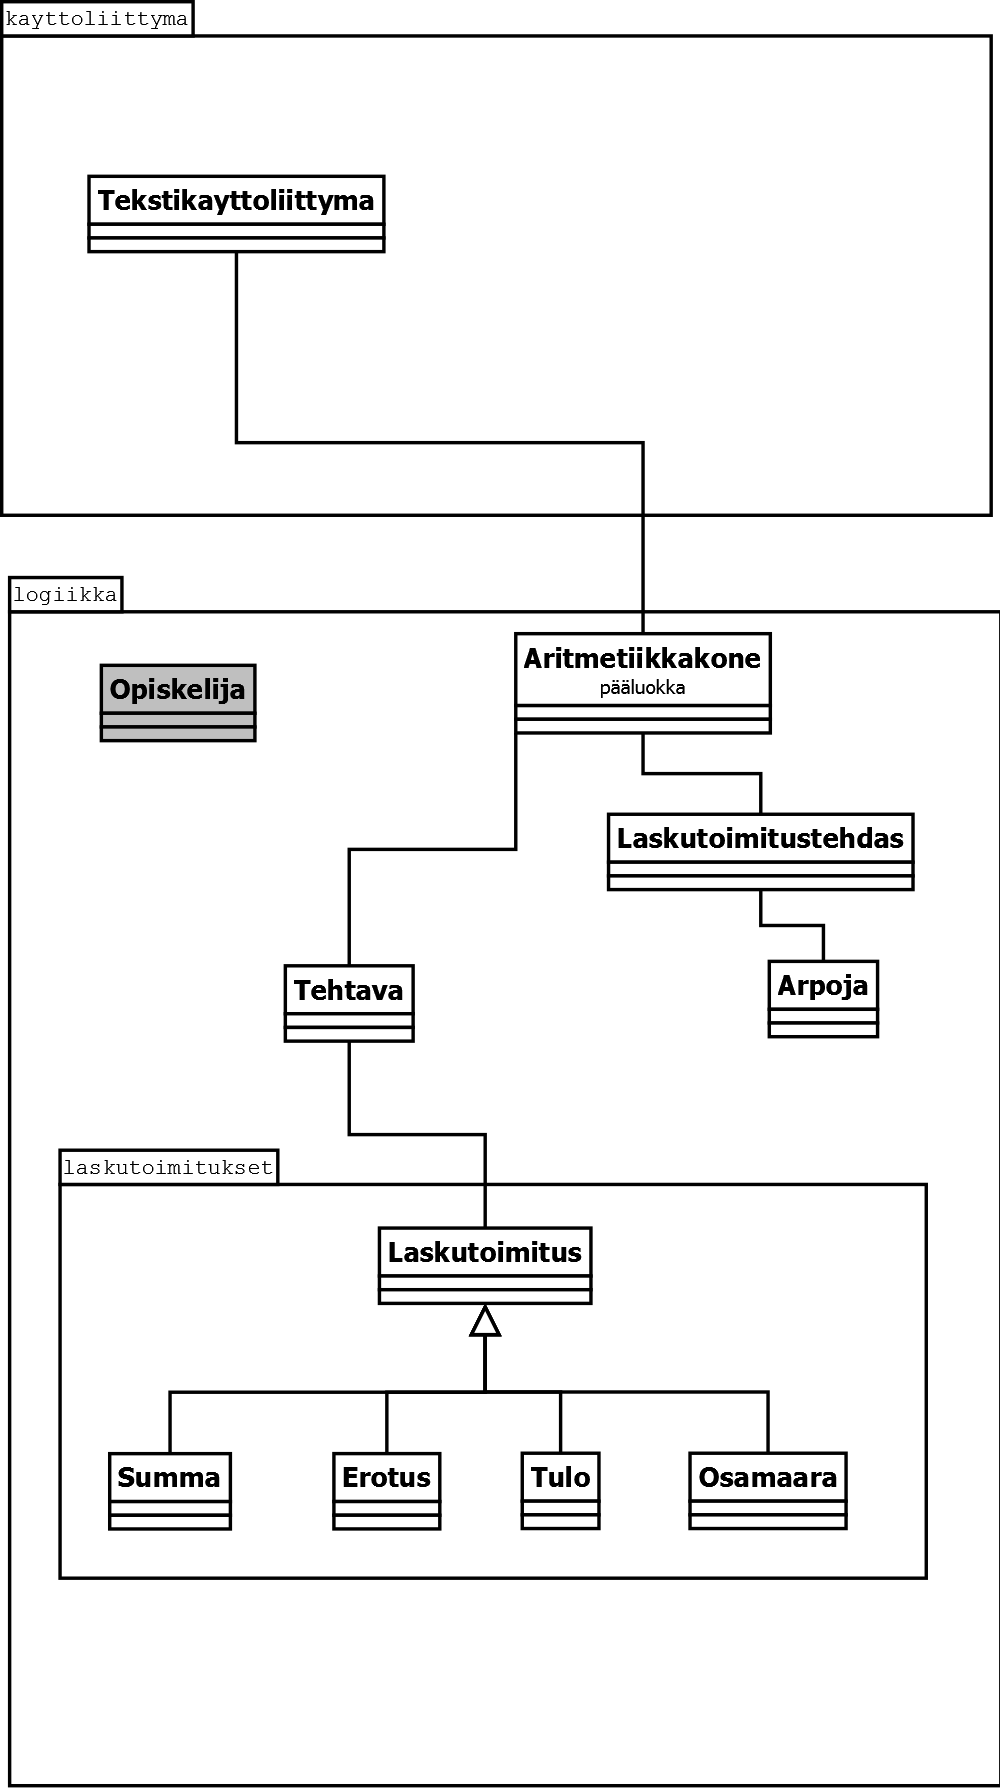 kayttoliittyma
Tekstikayttoliittyma
logiikka
Opiskelija
Aritmetiikkakone
pääluokka
Laskutoimitustehdas
Tehtava
Arpoja
laskutoimitukset
Laskutoimitus
Summa
Erotus
Tulo
Osamaara